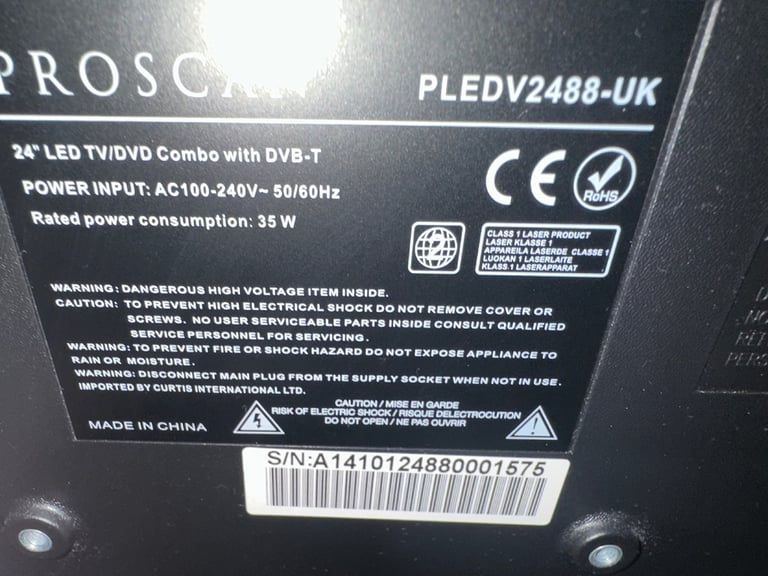 PROSCAN
PLEDV2488-UK
24" LED TV/DVD Combo with DVB-T
POWER INPUT: AC100-240V~ 50/60Hz
Rated power consumption: 35 W
CE
RoHS
2
CLASS 1 LASER PRODUCT
LASER KLASSE 1
APPAREILA LASERDE CLASSE 1
LUOKAN 1 LASERLAITE
KLASS.1 LASERAPPARAT
WARNING: DANGEROUS HIGH VOLTAGE ITEM INSIDE.
CAUTION: TO PREVENT HIGH ELECTRICAL SHOCK DO NOT REMOVE COVER OR
SCREWS. NO USER SERVICEABLE PARTS INSIDE CONSULT QUALIFIED
SERVICE PERSONNEL FOR SERVICING.
WARNING: TO PREVENT FIRE OR SHOCK HAZARD DO NOT EXPOSE APPLIANCE TO
RAIN OR MOISTURE.
WARNING: DISCONNECT MAIN PLUG FROM THE SUPPLY SOCKET WHEN NOT IN USE.
IMPORTED BY CURTIS INTERNATIONAL LTD.
MADE IN CHINA
CAUTION / MISE EN GARDE
RISK OF ELECTRIC SHOCK / RISQUE DELECTROCUTION
DO NOT OPEN / NE PAS OUVRIR
S/N:A1410124880001575